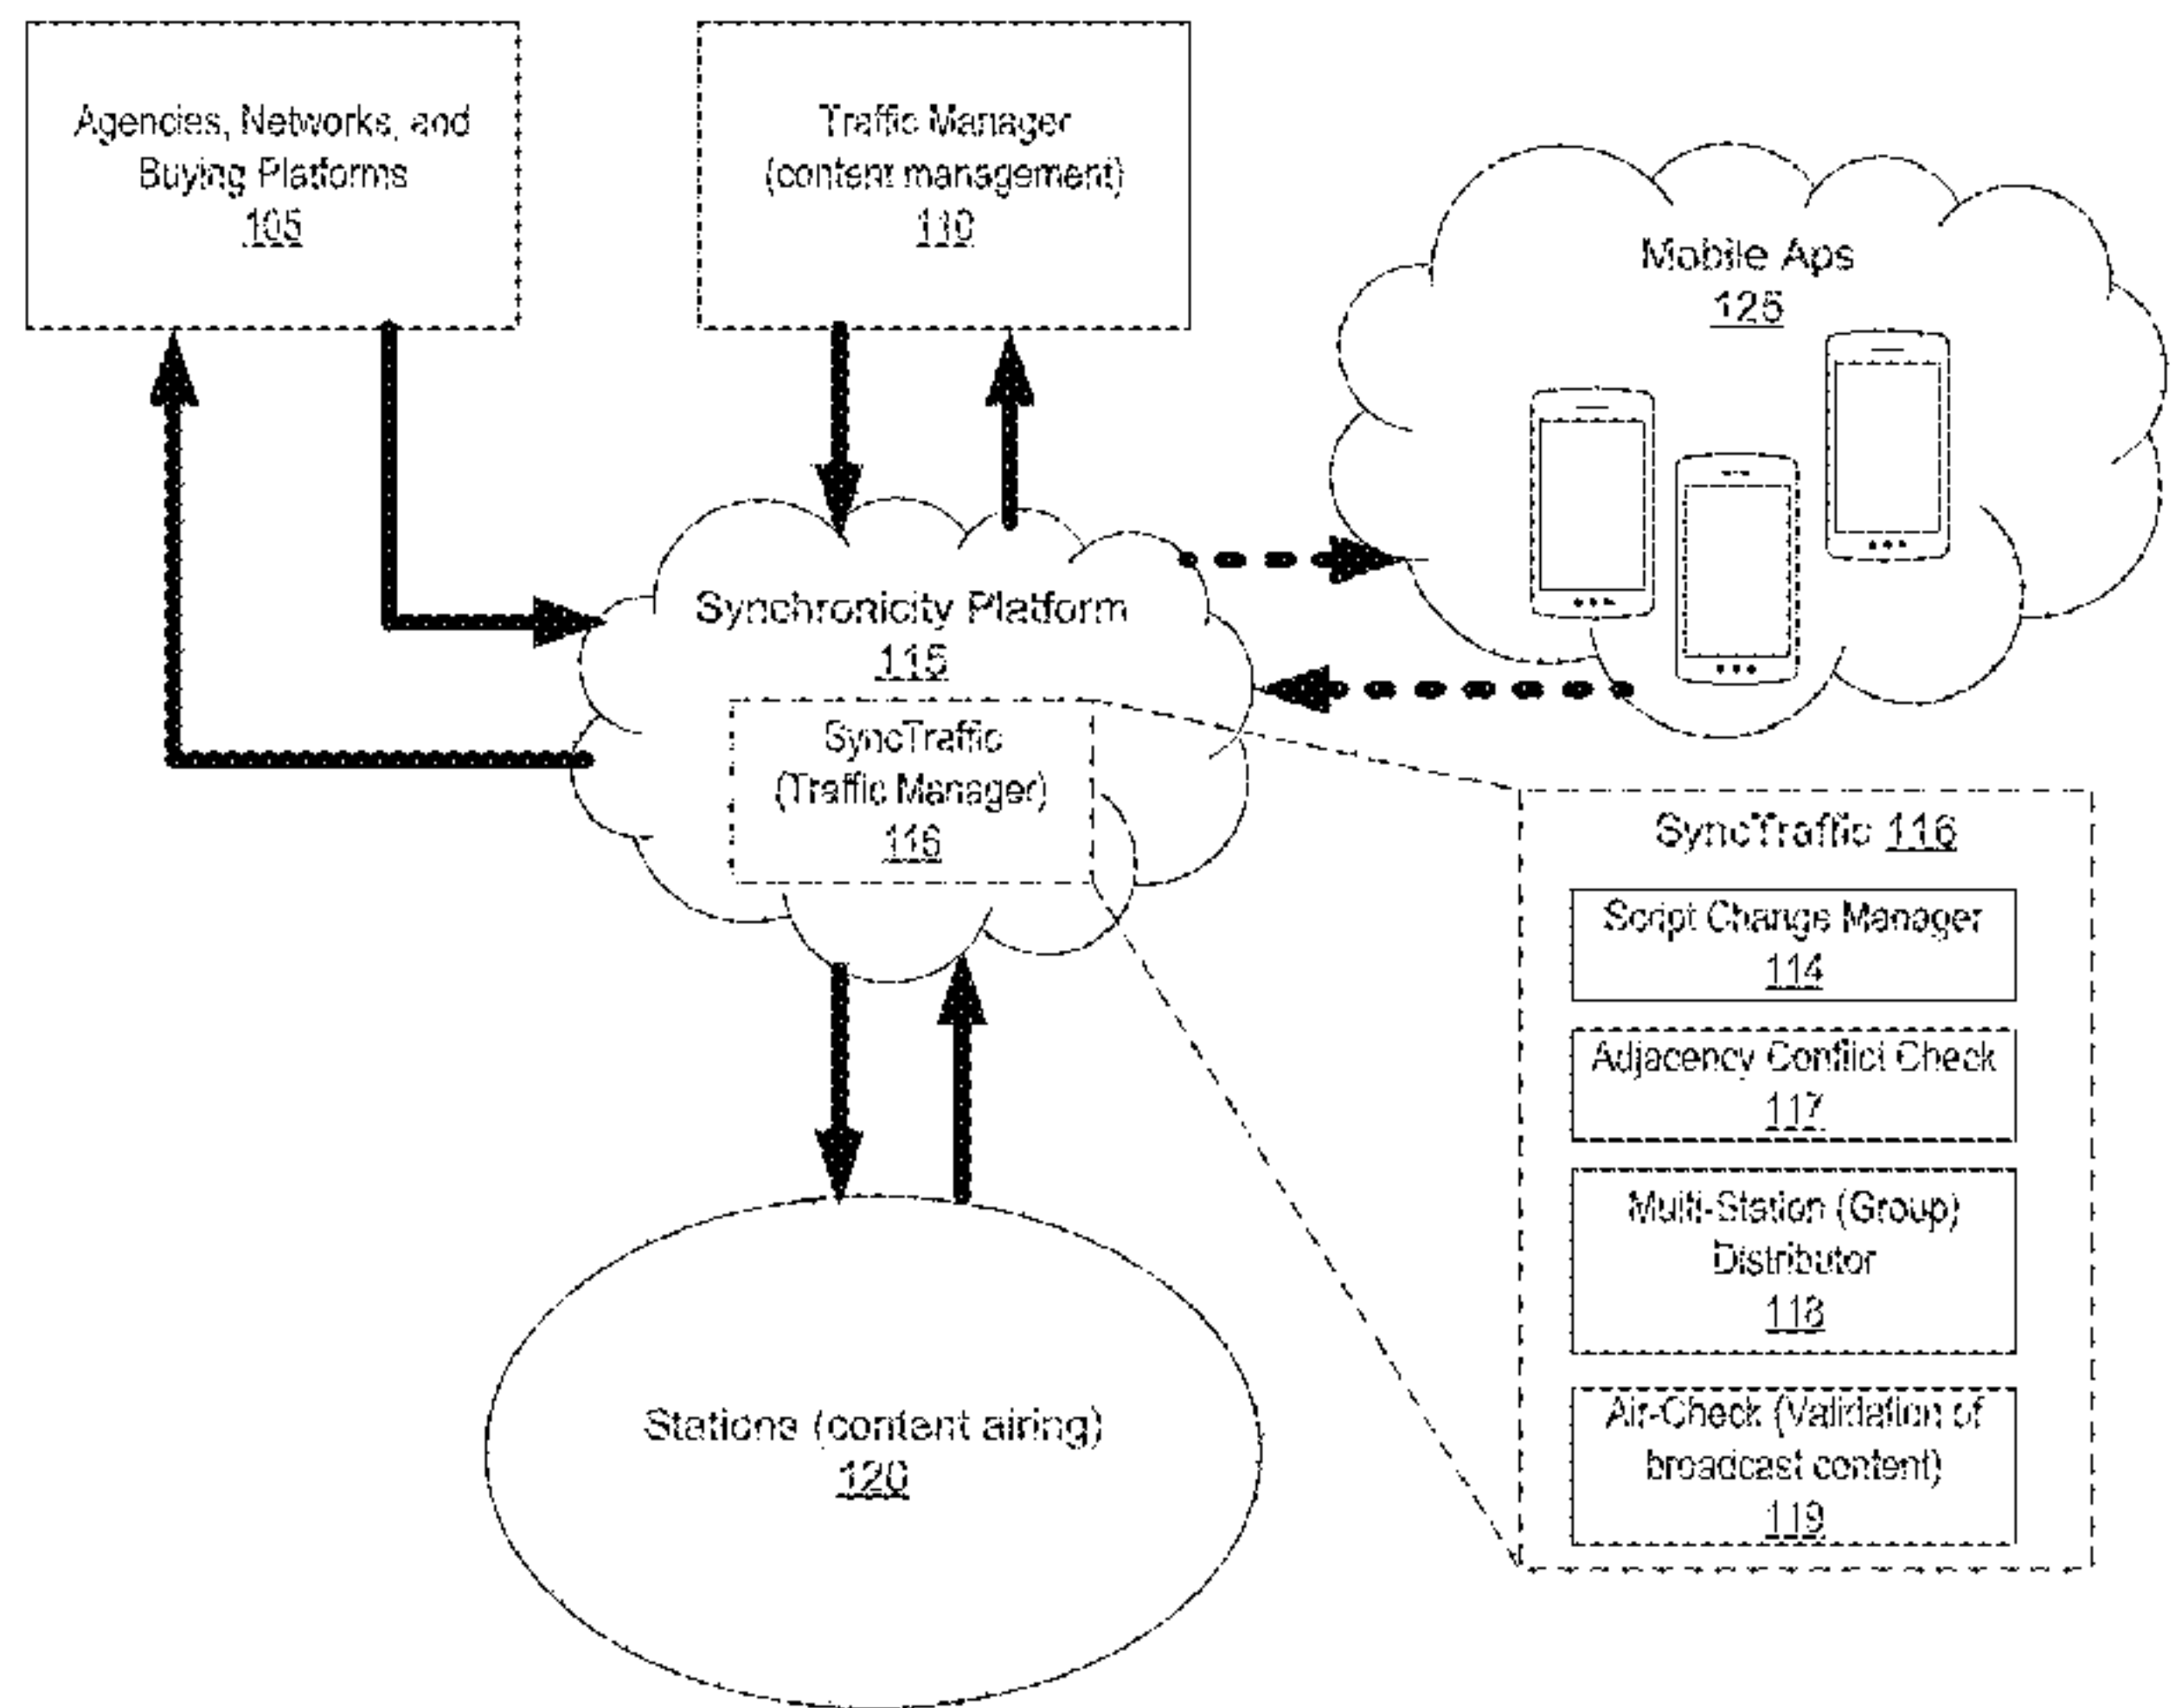 Agencies, Networks, and
Buying Platforms
105
Traffic Manager
(content management)
110
Mobile Aps
125
Synchronicity Platform
115
SyncTraffic
(Traffic Manager)
116
SyncTraffic 116
Script Change Manager
114
Adjacency Conflict Check
117
Multi-Station (Group)
Distributor
118
Air-Check (Validation of
broadcast content)
119
Stations (content airing)
120